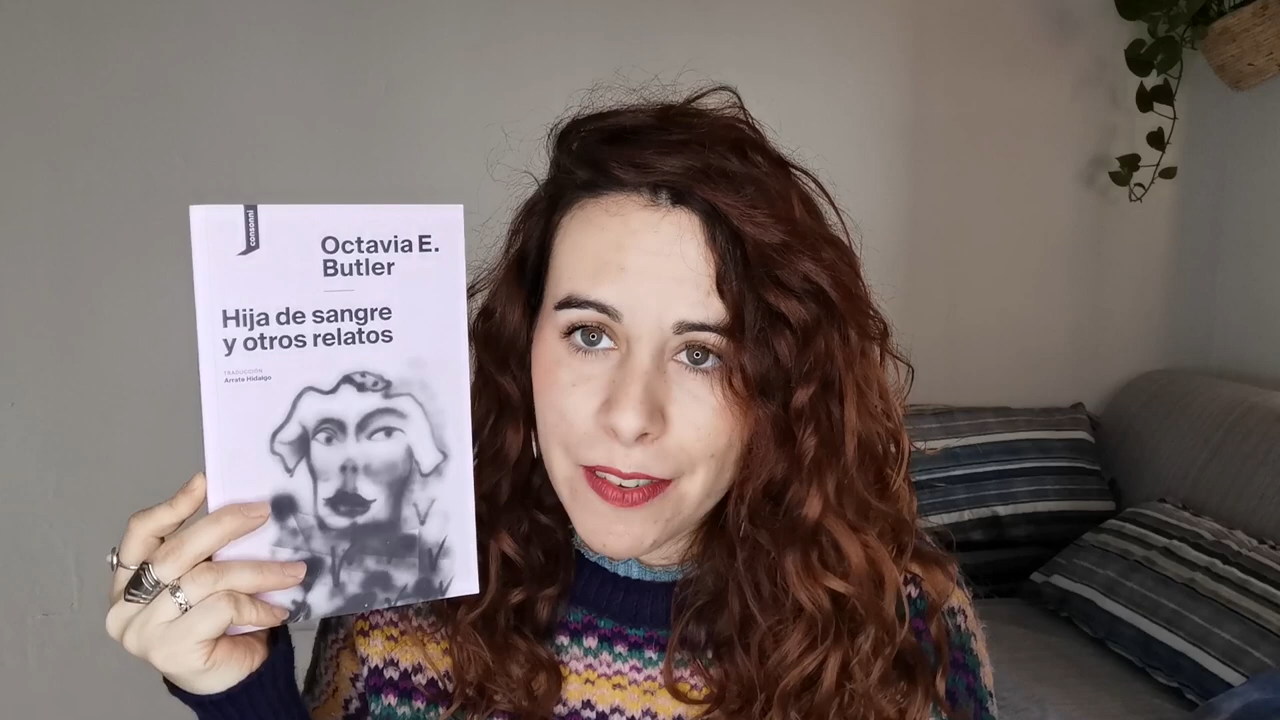 consonni
Octavia E.
Butler
Hija de sangre
y otros relatos
TRADUCCIÓN
Arrate Hidalgo